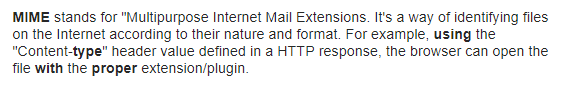 MIME stands for "Multipurpose Internet Mail Extensions. It's a way of identifying files
on the Internet according to their nature and format. For example, using the
"Content-type" header value defined in a HTTP response, the browser can open the
file with the proper extension/plugin.